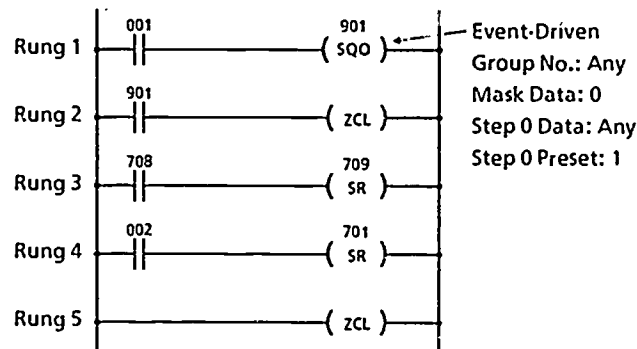 001 901
Rung 1 SQO Event-Driven
Group No.: Any
901 Mask Data: 0
Rung 2 ZCL Step 0 Data: Any
708 709 Step 0 Preset: 1
Rung 3 SR
002 701
Rung 4 SR
Rung 5 ZCL